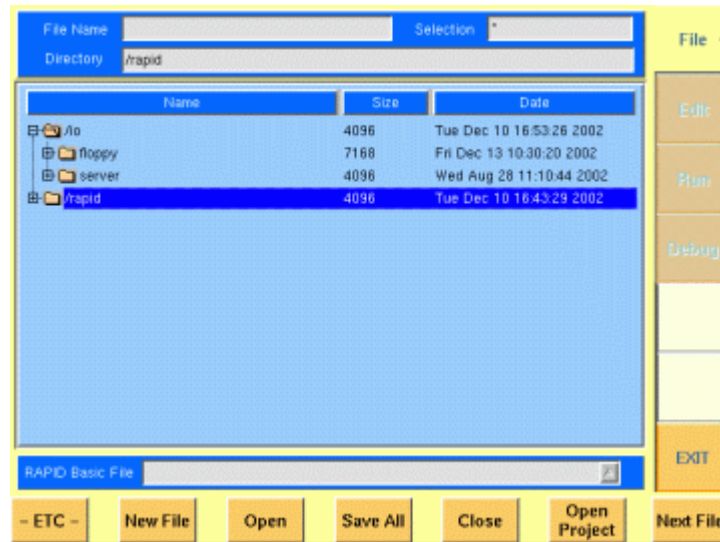 File Name Selection *
Directory /rapid
File
Name Size Date
/io 4096 Tue Dec 10 16:53:26 2002
floppy 7168 Fri Dec 13 10:30:20 2002
server 4096 Wed Aug 28 11:10:44 2002
/rapid 4096 Tue Dec 10 16:43:29 2002
Edit
Run
Debug
EXIT
RAPID Basic File
- ETC -
New File
Open
Save All
Close
Open
Project
Next File